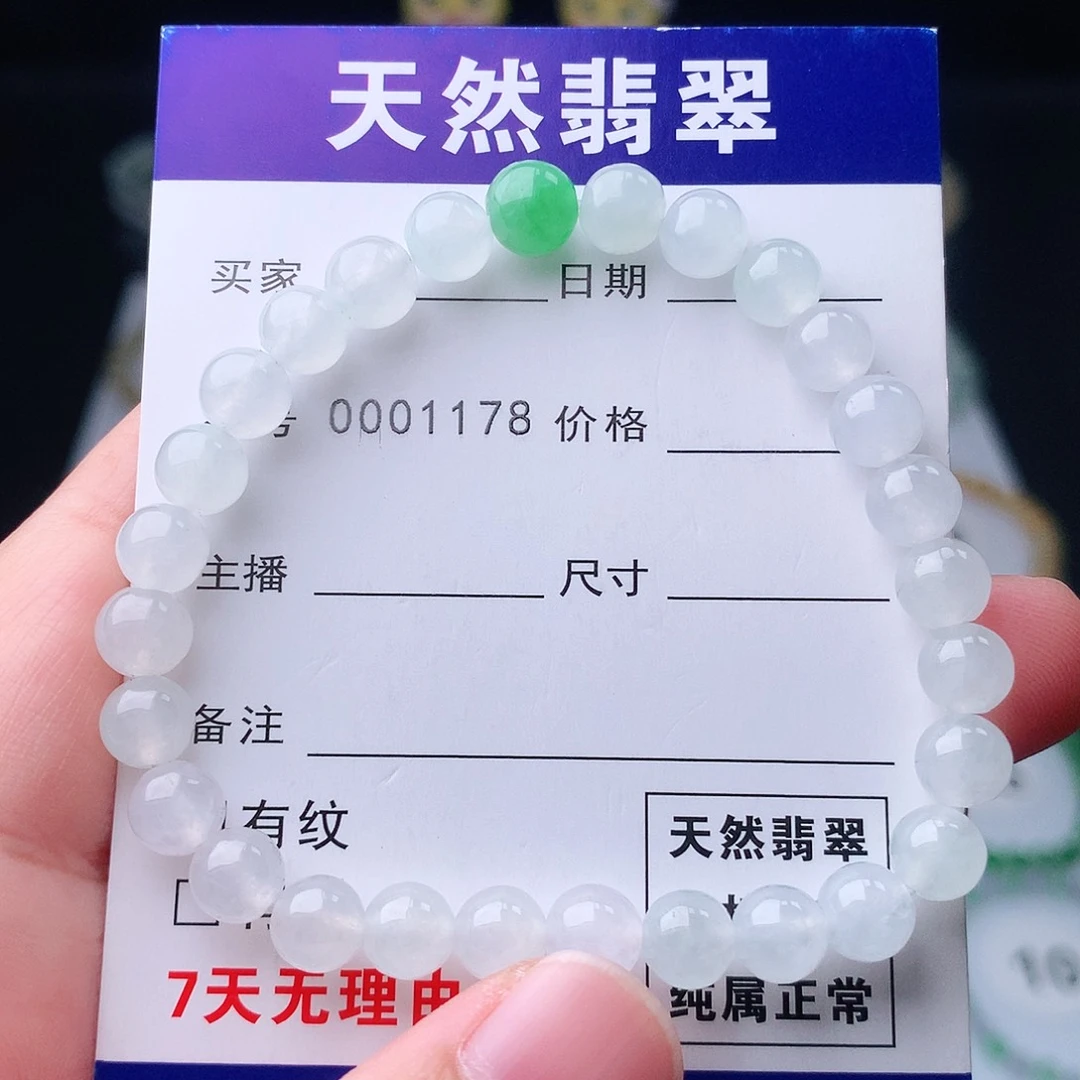 天然翡翠
买家 日期
号 0001178 价格
主播 尺寸
备注
有纹 天然翡翠
7天无理由 纯属正常